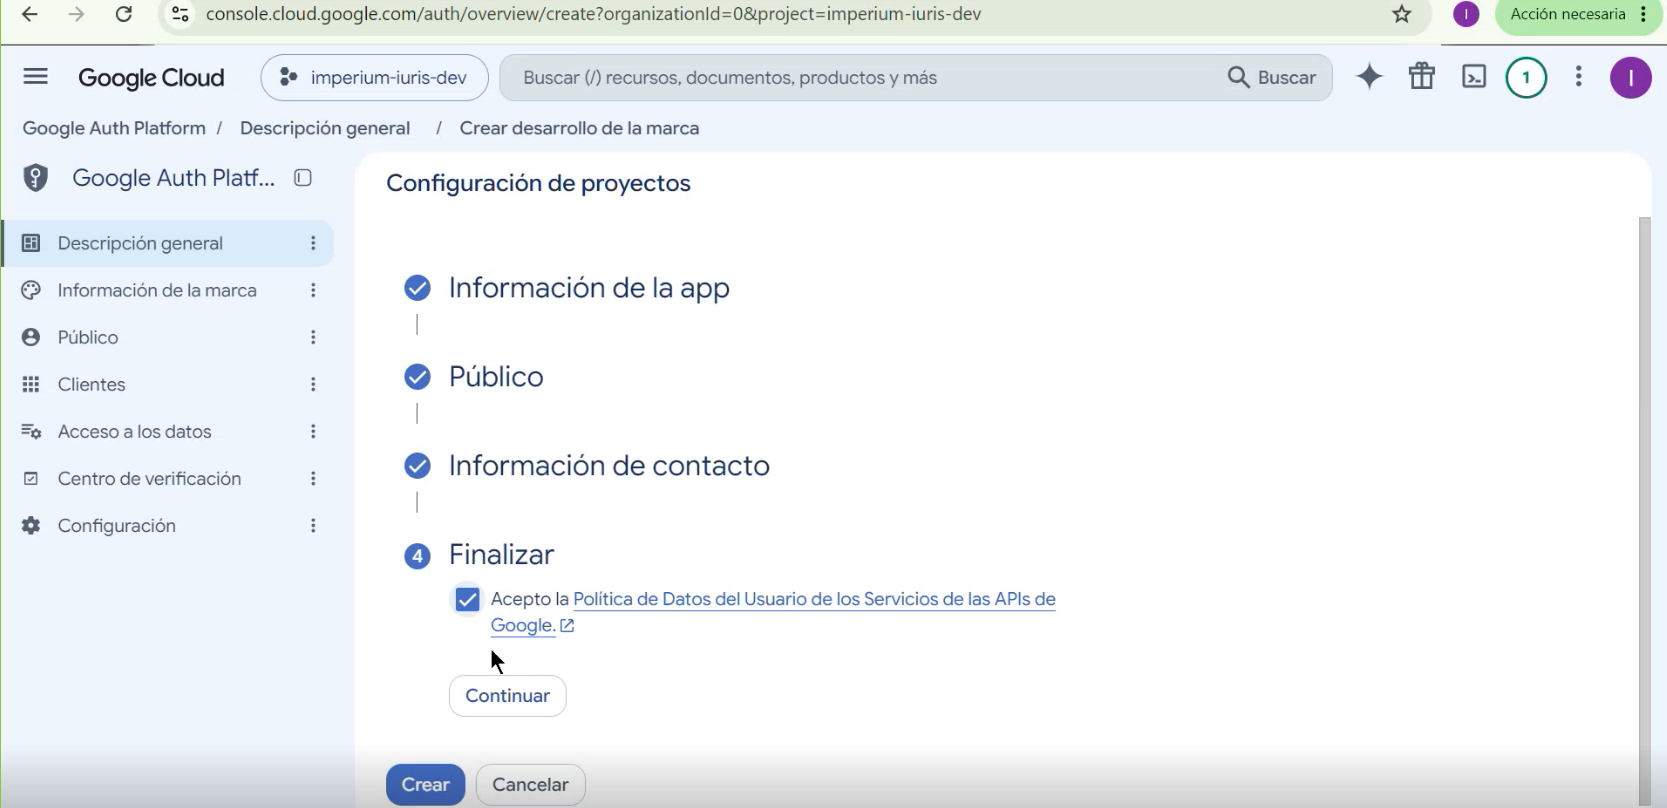 console.cloud.google.com/auth/overview/create?organizationId=0&project=imperium-iuris-dev
I
Acción necesaria
Google Cloud
imperium-iuris-dev
Buscar (/) recursos, documentos, productos y más
Buscar
1
I
Google Auth Platform / Descripción general / Crear desarrollo de la marca
Google Auth Platf...
Configuración de proyectos
Descripción general
Información de la marca
Público
Clientes
Acceso a los datos
Centro de verificación
Configuración
Información de la app
Público
Información de contacto
4 Finalizar
Acepto la Política de Datos del Usuario de los Servicios de las APIs de
Google.
Continuar
Crear
Cancelar